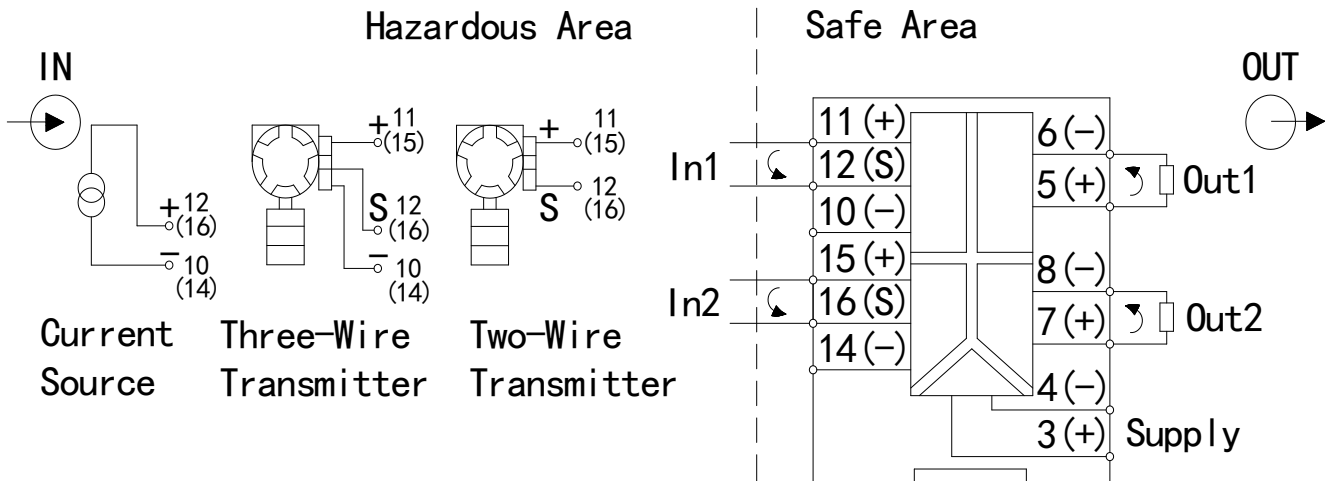 Hazardous Area
Safe Area
IN
OUT
+ 12
(16)
− 10
(14)
Current
Source
+ 11
(15)
S 12
(16)
− 10
(14)
Three-Wire
Transmitter
+ 11
(15)
S 12
(16)
Two-Wire
Transmitter
In1
In2
11(+)
12(S)
10(−)
15(+)
16(S)
14(−)
6(−)
5(+)
8(−)
7(+)
4(−)
3(+)
Out1
Out2
Supply